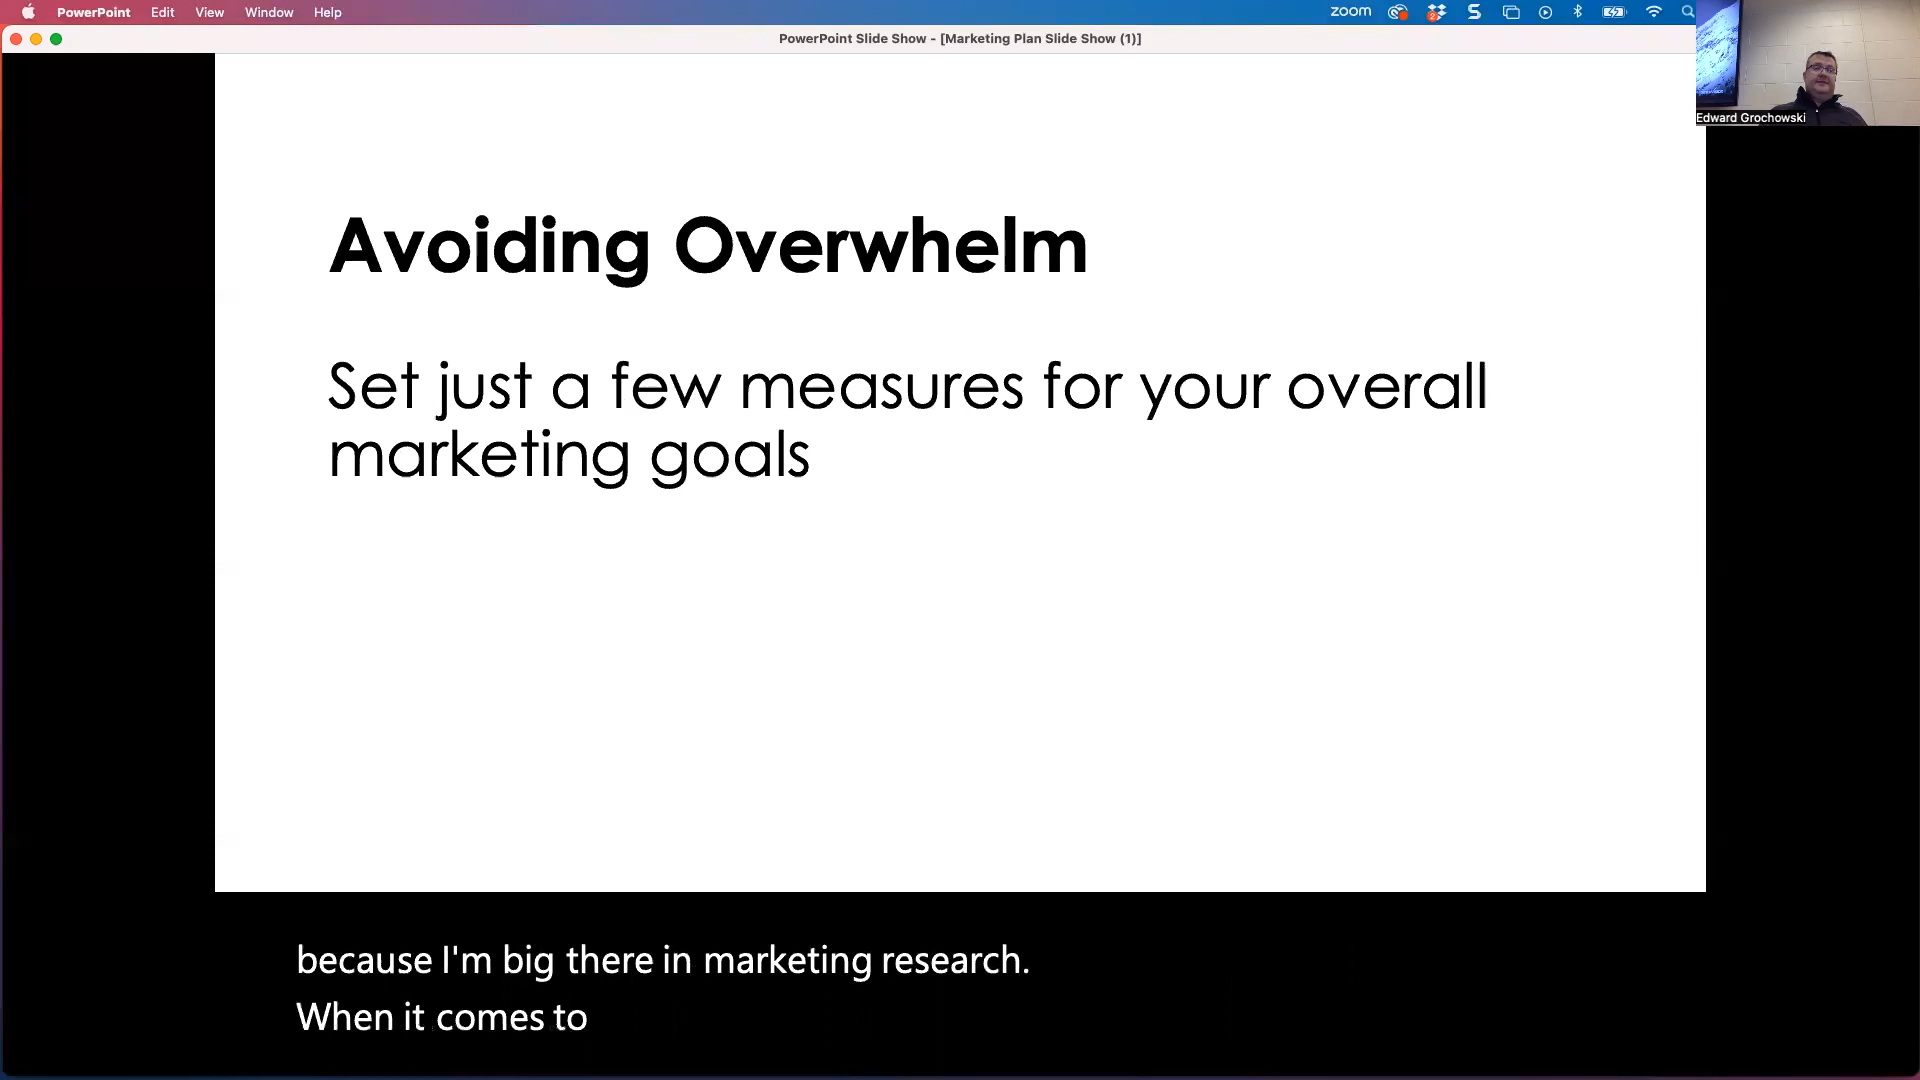 PowerPoint Edit View Window Help zoom
PowerPoint Slide Show - [Marketing Plan Slide Show (1)]
Edward Grochowski
Avoiding Overwhelm
Set just a few measures for your overall
marketing goals
because I'm big there in marketing research.
When it comes to